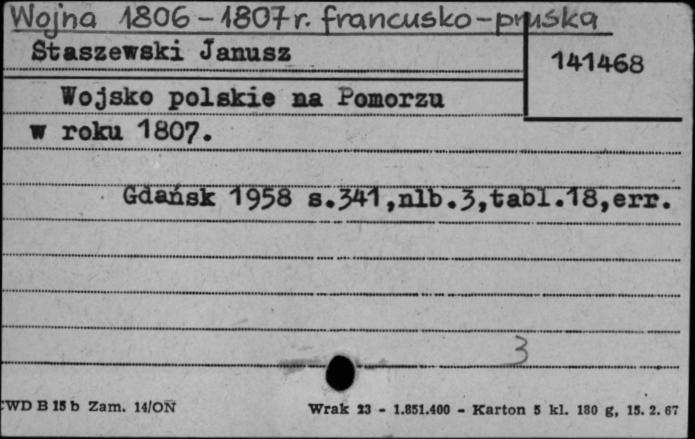 Wojna 1806-1807 r. francusko-pruska
Staszewski Janusz
141468
Wojsko polskie na Pomorzu
w roku 1807.
Gdańsk 1958 s.341,nlb.3,tabl.18,err.
3
CWD B 15 b Zam. 14/ON
Wrak 23 - 1.851.400 - Karton 5 kl. 180 g, 15. 2. 67